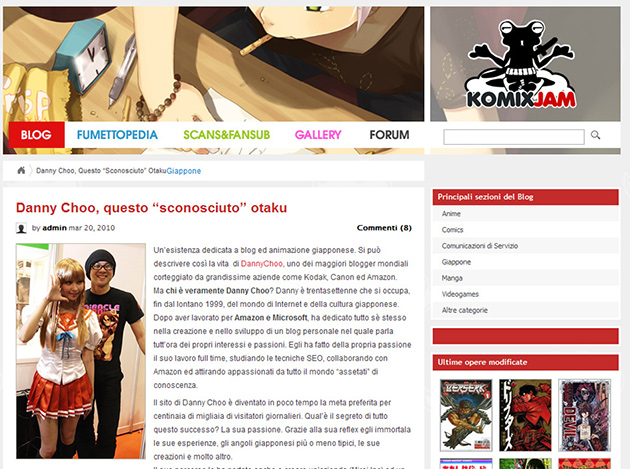 KOMIXJAM
BLOG FUMETTOPEDIA SCANS&FANSUB GALLERY FORUM
Danny Choo, Questo “Sconosciuto” OtakuGiappone
Danny Choo, questo “sconosciuto” otaku
by admin mar 20, 2010 Commenti (8)
Un'esistenza dedicata a blog ed animazione giapponese. Si può
descrivere così la vita di DannyChoo, uno dei maggiori blogger mondiali
corteggiato da grandissime aziende come Kodak, Canon ed Amazon.
Ma chi è veramente Danny Choo? Danny è trentasettenne che si occupa,
fin dal lontano 1999, del mondo di Internet e della cultura giapponese.
Dopo aver lavorato per Amazon e Microsoft, ha dedicato tutto sè stesso
nella creazione e nello sviluppo di un blog personale nel quale parla
tutt'ora dei propri interessi e passioni. Egli ha fatto della propria passione
il suo lavoro full time, studiando le tecniche SEO, collaborando con
Amazon ed attirando appassionati da tutto il mondo “assetati” di
conoscenza.
Il sito di Danny Choo è diventato in poco tempo la meta preferita per
centinaia di migliaia di visitatori giornalieri. Qual'è il segreto di tutto
questo successo? La sua passione. Grazie alla sua reflex egli immortala
le sue esperienze, gli angoli giapponesi più o meno tipici, le sue
creazioni e molto altro.
Principali sezioni del Blog
Anime
Comics
Comunicazioni di Servizio
Giappone
Manga
Videogames
Altre categorie
Ultime opere modificate
BERSERK